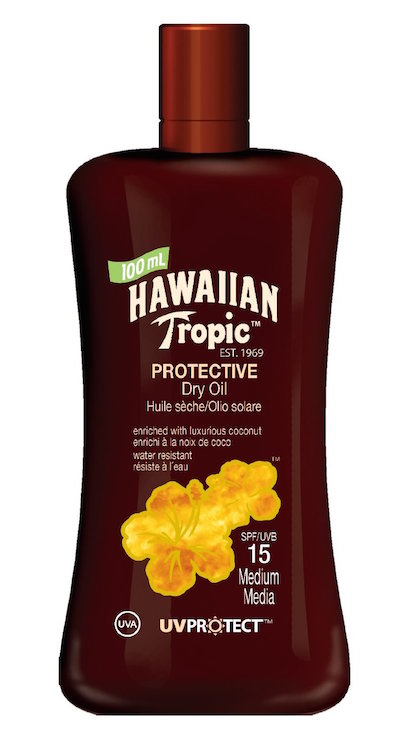 100 mL
HAWAIIAN
Tropic™
EST. 1969
PROTECTIVE
Dry Oil
Huile sèche/Olio solare
enriched with luxurious coconut
enrichi à la noix de coco
water resistant
résiste à l'eau
™
SPF/UVB
15
Medium
Media
UVA
UVPROTECT™